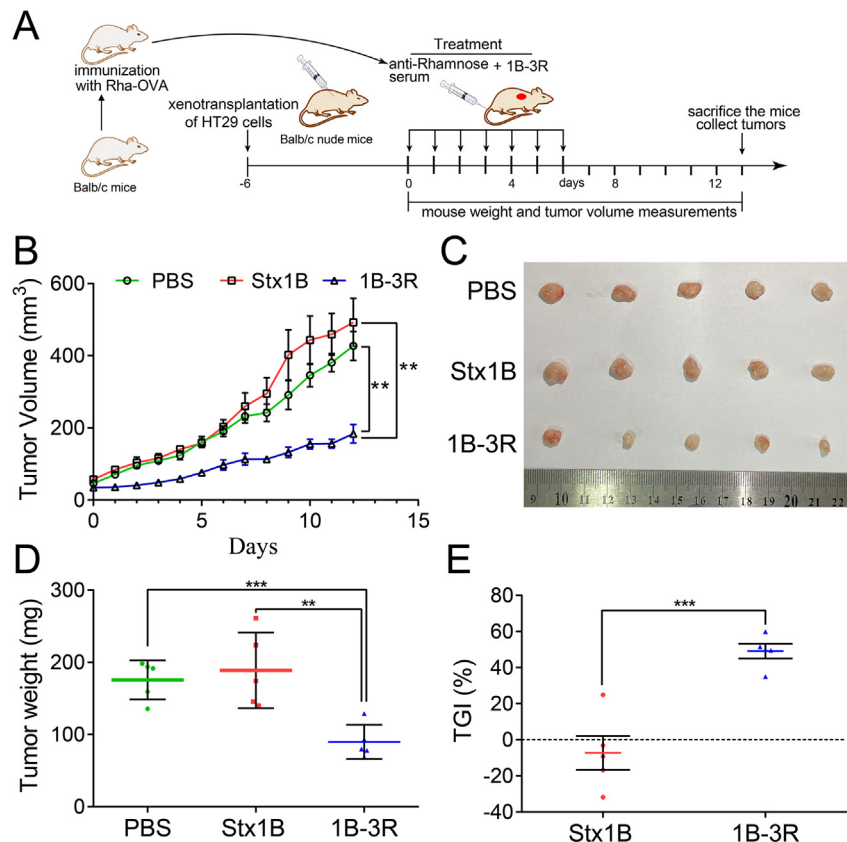 A
immunization
with Rha-OVA
Balb/c mice
xenotransplantation
of HT29 cells
Balb/c nude mice
Treatment
anti-Rhamnose + 1B-3R
serum
sacrifice the mice
collect tumors
-6 0 4 days 8 12
mouse weight and tumor volume measurements
B
PBS Stx1B 1B-3R
Tumor Volume (mm3)
600
400
200
0
0 5 10 15
Days
**
**
C
PBS
Stx1B
1B-3R
9 10 11 12 13 14 15 16 17 18 19 20 21 22
D
Tumor weight (mg)
300
200
100
0
***
**
PBS Stx1B 1B-3R
E
TGI (%)
80
60
40
20
0
-20
-40
***
Stx1B 1B-3R